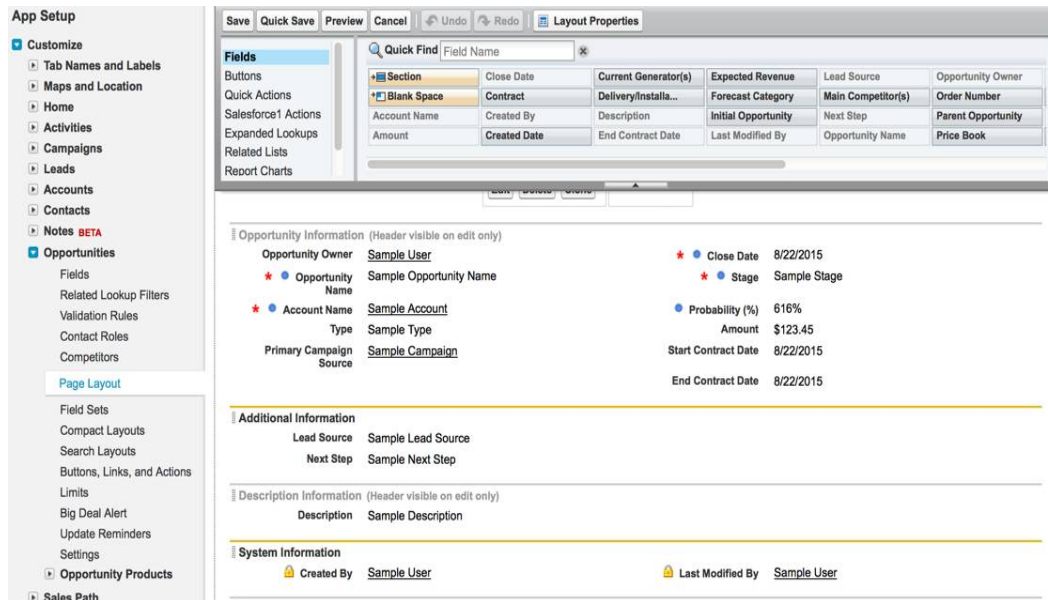 App Setup
Customize
Tab Names and Labels
Maps and Location
Home
Activities
Campaigns
Leads
Accounts
Contacts
Notes BETA
Opportunities
Fields
Related Lookup Filters
Validation Rules
Contact Roles
Competitors
Page Layout
Field Sets
Compact Layouts
Search Layouts
Buttons, Links, and Actions
Limits
Big Deal Alert
Update Reminders
Settings
Opportunity Products
Sales Path
Save Quick Save Preview Cancel Undo Redo Layout Properties
Fields
Buttons
Quick Actions
Salesforce1 Actions
Expanded Lookups
Related Lists
Report Charts
Quick Find Field Name
Section Close Date Current Generator(s) Expected Revenue Lead Source Opportunity Owner
Blank Space Contract Delivery/Installa... Forecast Category Main Competitor(s) Order Number
Account Name Created By Description Initial Opportunity Next Step Parent Opportunity
Amount Created Date End Contract Date Last Modified By Opportunity Name Price Book
Edit Delete Clone
Opportunity Information (Header visible on edit only)
Opportunity Owner Sample User * Close Date 8/22/2015
* Opportunity Sample Opportunity Name * Stage Sample Stage
Name
* Account Name Sample Account Probability (%) 616%
Type Sample Type Amount $123.45
Primary Campaign Sample Campaign Start Contract Date 8/22/2015
Source
End Contract Date 8/22/2015
Additional Information
Lead Source Sample Lead Source
Next Step Sample Next Step
Description Information (Header visible on edit only)
Description Sample Description
System Information
Created By Sample User Last Modified By Sample User